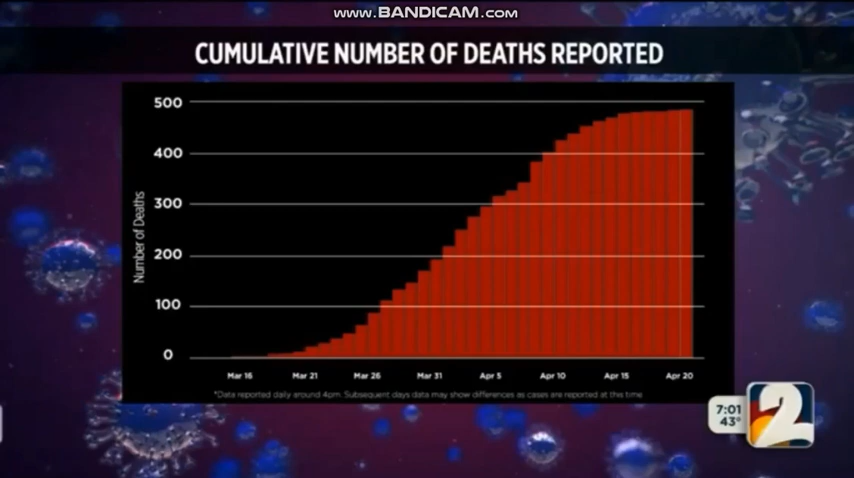 WWW.BANDICAM.COM
CUMULATIVE NUMBER OF DEATHS REPORTED
500
400
300
200
100
0
Number of Deaths
Mar 16 Mar 21 Mar 26 Mar 31 Apr 5 Apr 10 Apr 15 Apr 20
*Data reported daily around 4pm. Subsequent days data may show differences as cases are reported at this time
7:01
43°
2